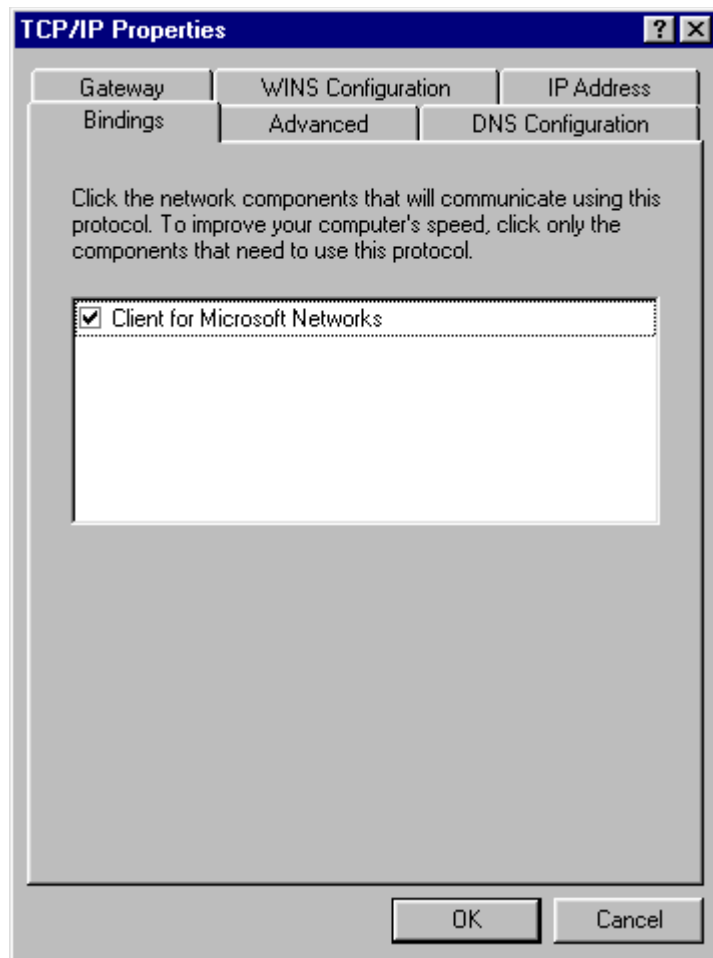 TCP/IP Properties
Gateway WINS Configuration IP Address
Bindings Advanced DNS Configuration
Click the network components that will communicate using this
protocol. To improve your computer's speed, click only the
components that need to use this protocol.
Client for Microsoft Networks
OK Cancel